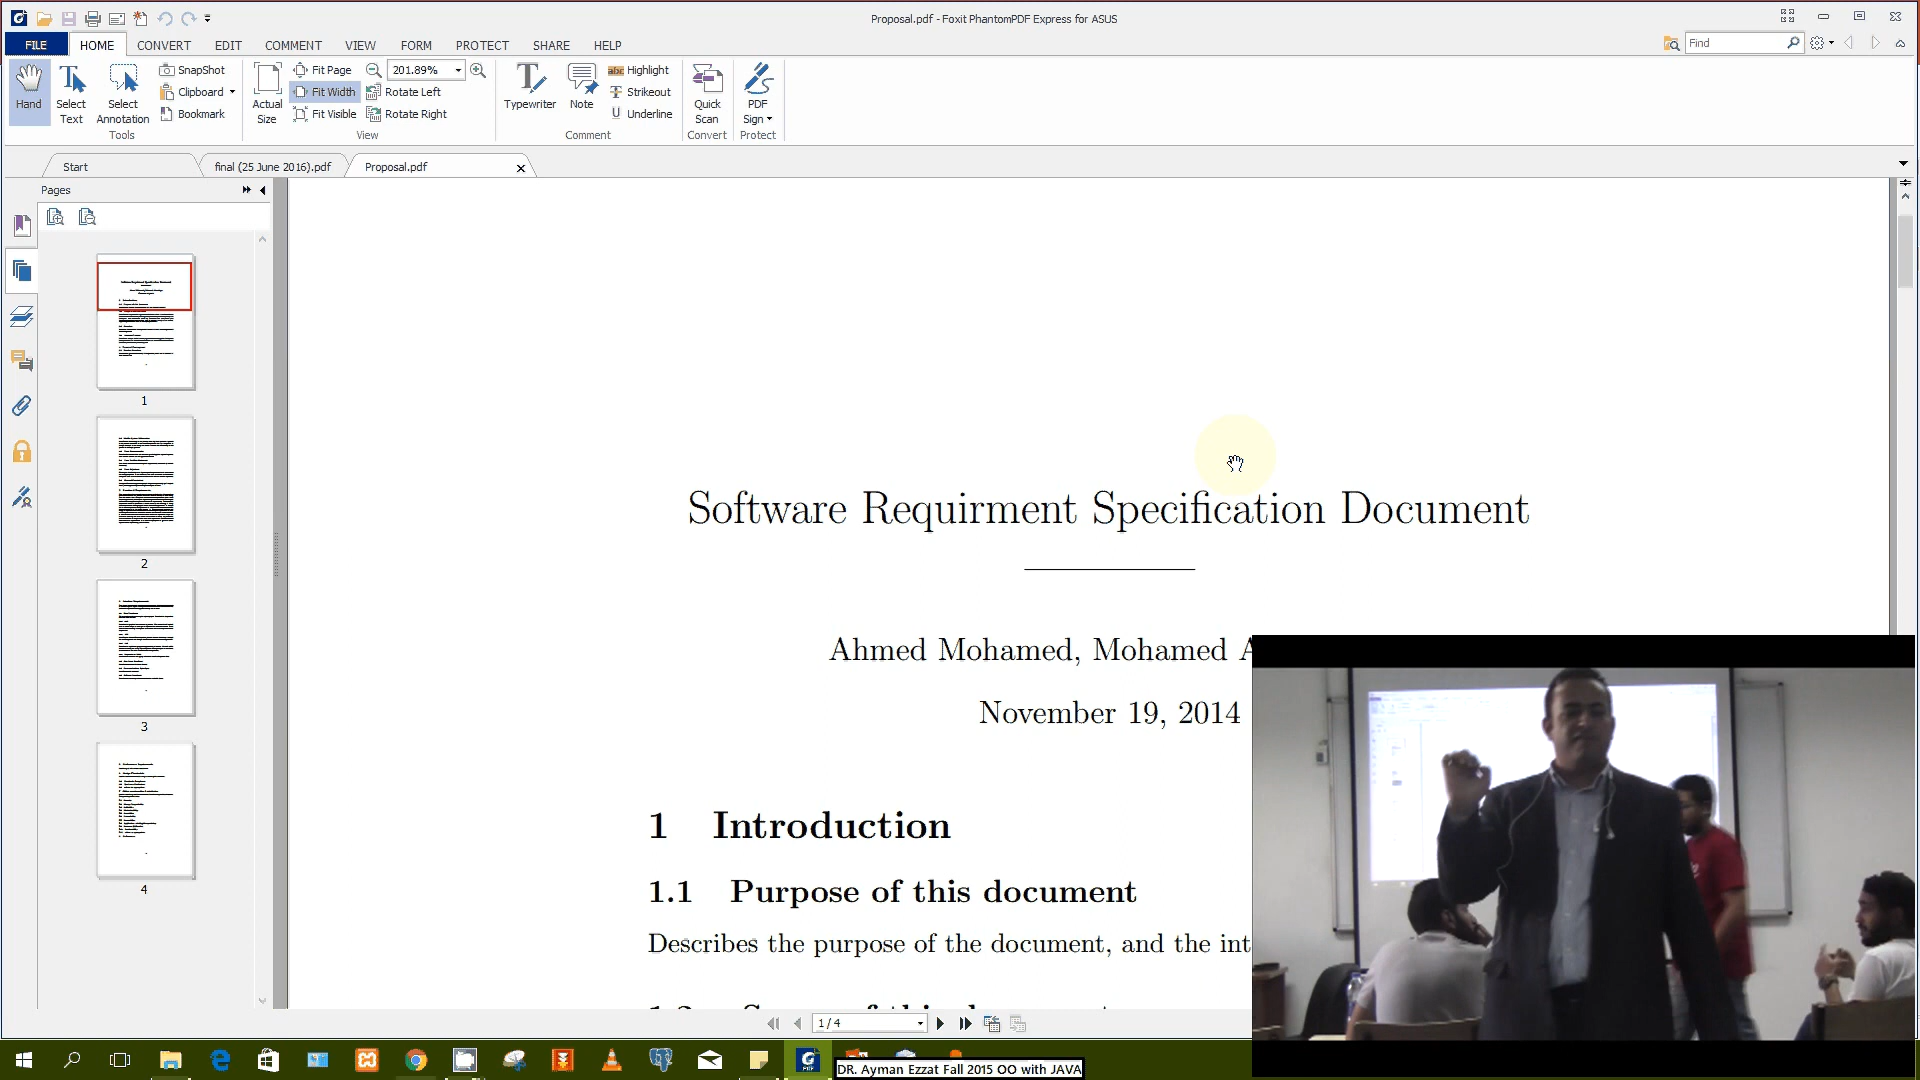 Proposal.pdf - Foxit PhantomPDF Express for ASUS
FILE HOME CONVERT EDIT COMMENT VIEW FORM PROTECT SHARE HELP
Find
Hand
Select Text
Select Annotation
SnapShot
Clipboard
Bookmark
Tools
Actual Size
Fit Page
Fit Width
Fit Visible
201.89%
Rotate Left
Rotate Right
View
Typewriter
Note
abc Highlight
Strikeout
U Underline
Comment
Quick Scan
Convert
PDF Sign
Protect
Start
final (25 June 2016).pdf
Proposal.pdf
Pages
1
2
3
4
Software Requirment Specification Document
Ahmed Mohamed, Mohamed A
November 19, 2014
1 Introduction
1.1 Purpose of this document
Describes the purpose of the document, and the int
1 / 4
DR. Ayman Ezzat Fall 2015 OO with JAVA